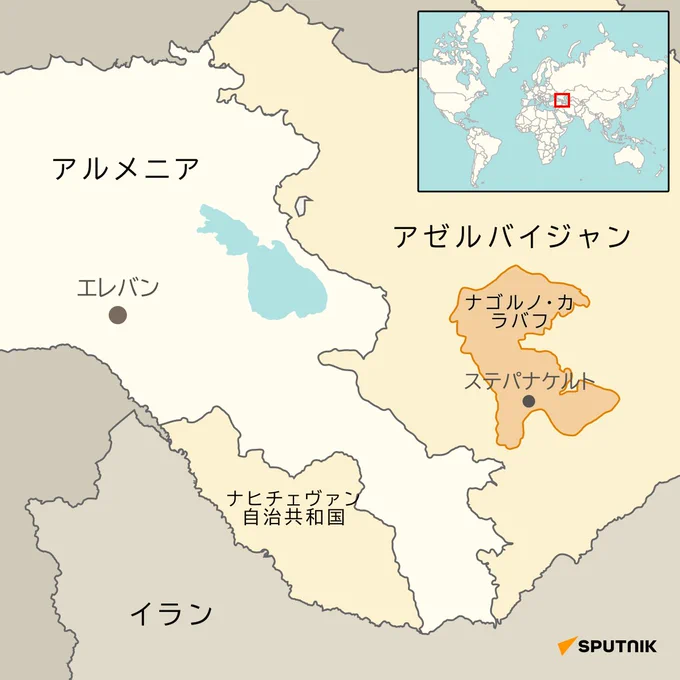 アルメニア
アゼルバイジャン
エレバン
ナゴルノ・カ
ラバフ
ステパナケルト
ナヒチェヴァン
自治共和国
イラン
SPUTNIK